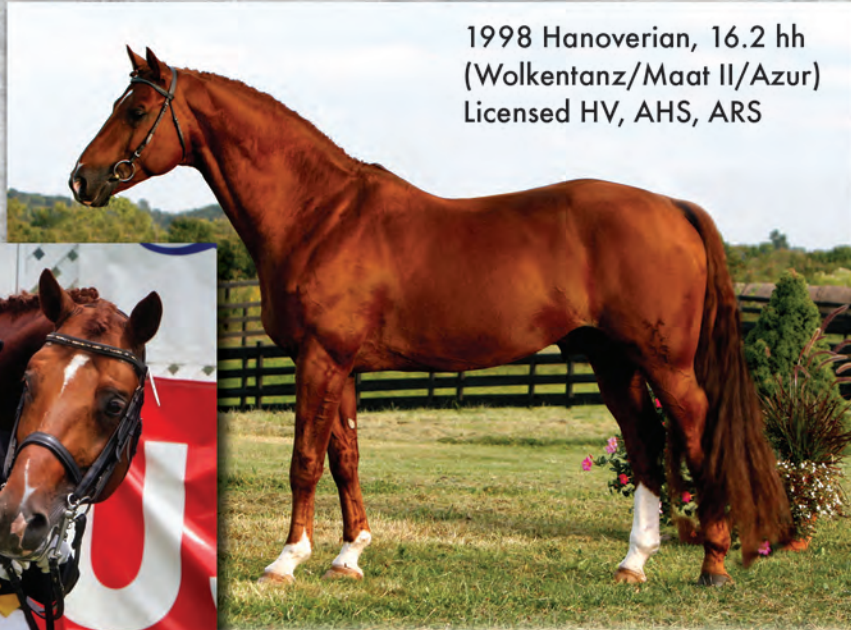 1998 Hanoverian, 16.2 hh
(Wolkentanz/Maat II/Azur)
Licensed HV, AHS, ARS
U